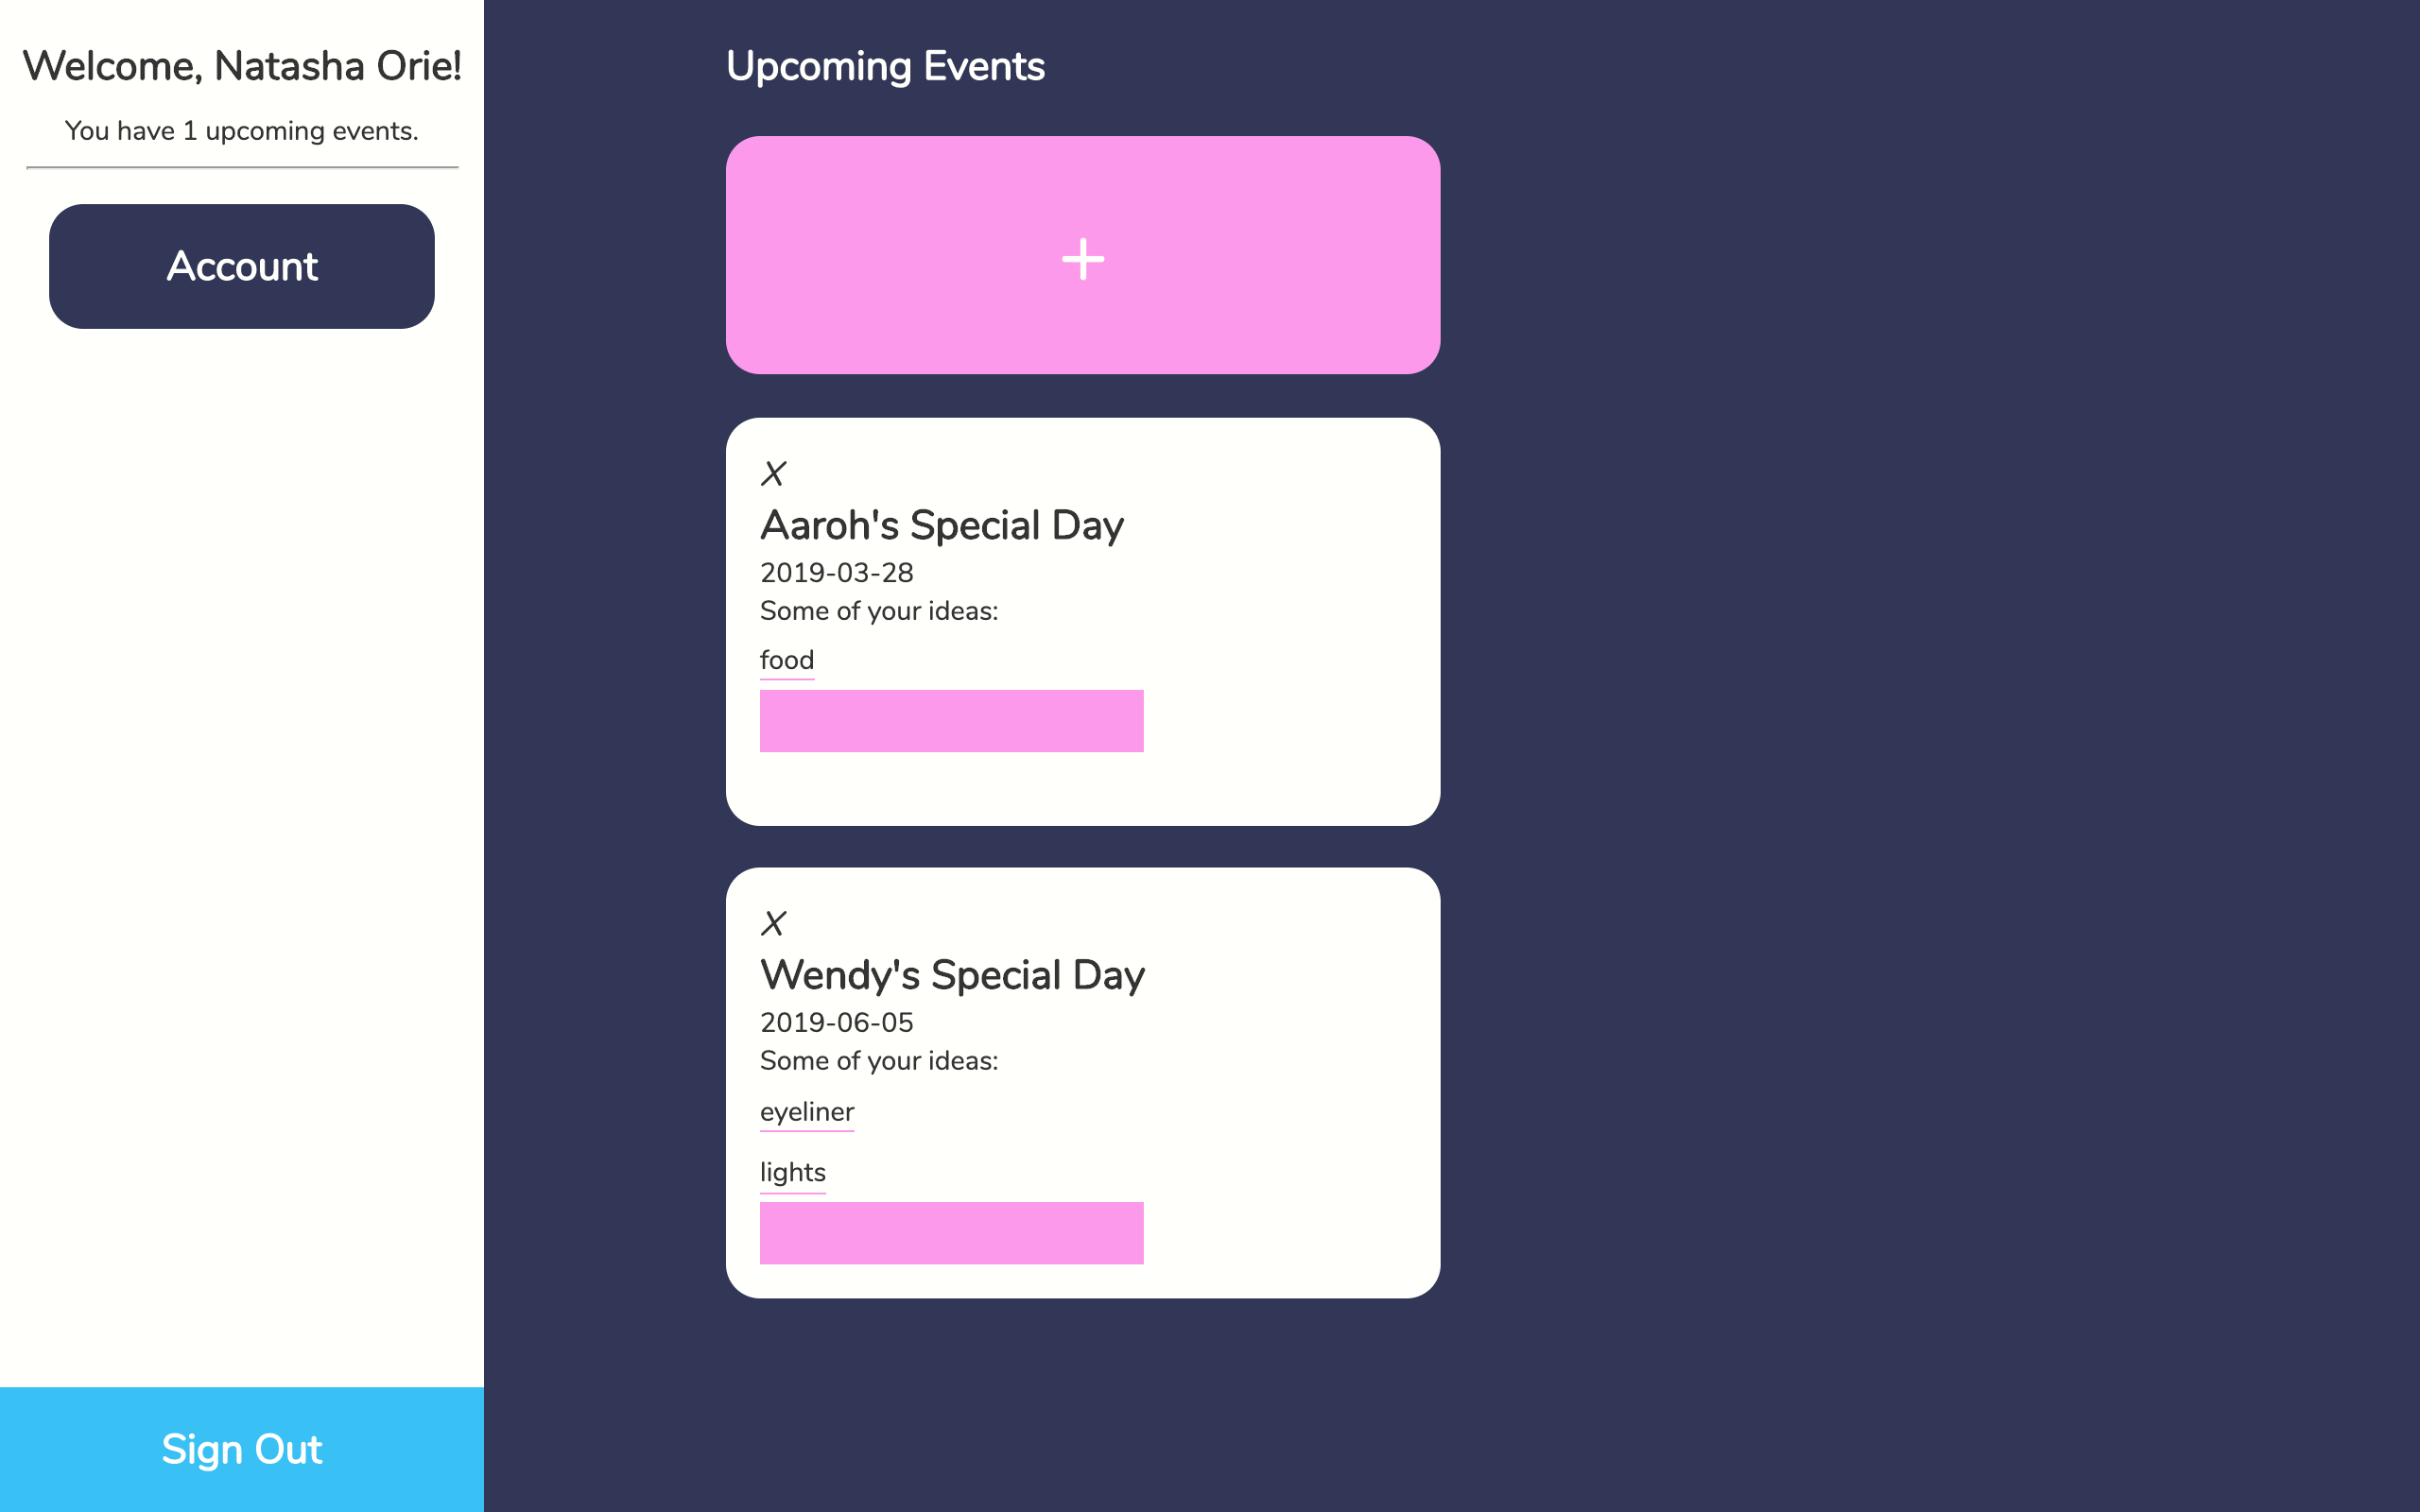 Welcome, Natasha Orie!
You have 1 upcoming events.
Account
Sign Out
Upcoming Events
+
X
Aaroh's Special Day
2019-03-28
Some of your ideas:
food
X
Wendy's Special Day
2019-06-05
Some of your ideas:
eyeliner
lights